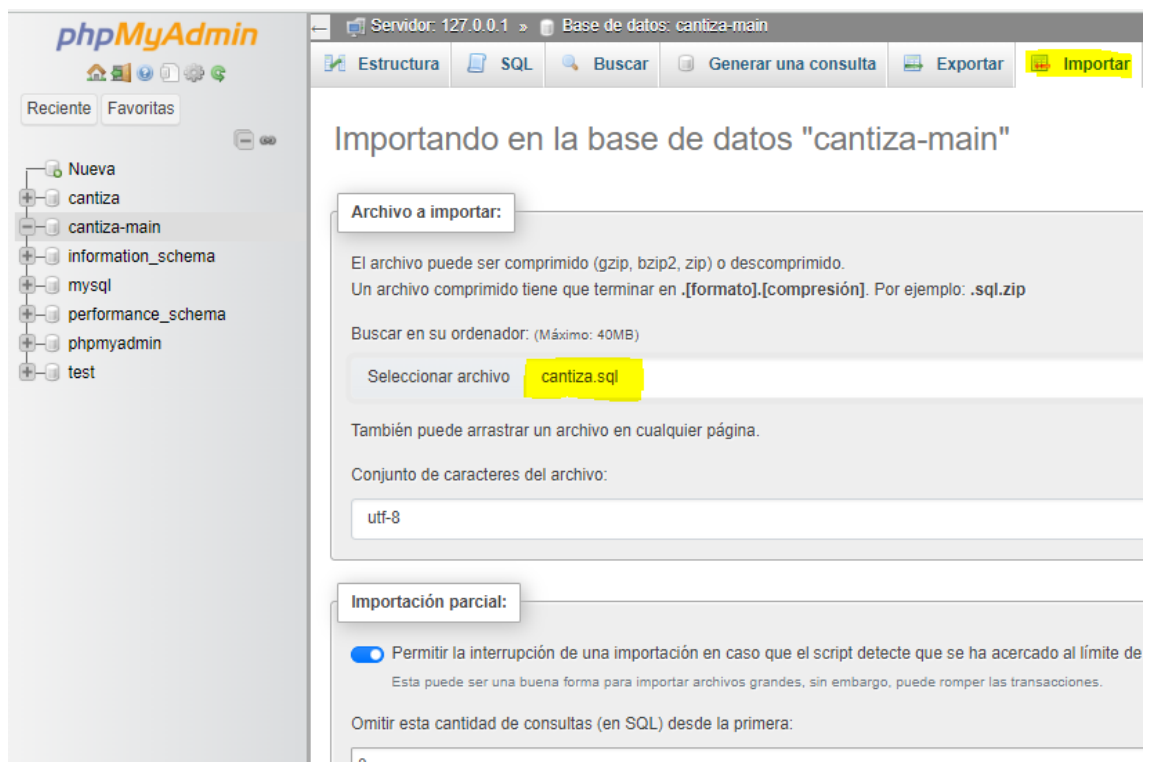 phpMyAdmin
Reciente Favoritas
Nueva
cantiza
cantiza-main
information_schema
mysql
performance_schema
phpmyadmin
test
Servidor: 127.0.0.1 » Base de datos: cantiza-main
Estructura SQL Buscar Generar una consulta Exportar Importar
Importando en la base de datos "cantiza-main"
Archivo a importar:
El archivo puede ser comprimido (gzip, bzip2, zip) o descomprimido.
Un archivo comprimido tiene que terminar en .[formato].[compresión]. Por ejemplo: .sql.zip
Buscar en su ordenador: (Máximo: 40MB)
Seleccionar archivo cantiza.sql
También puede arrastrar un archivo en cualquier página.
Conjunto de caracteres del archivo:
utf-8
Importación parcial:
Permitir la interrupción de una importación en caso que el script detecte que se ha acercado al límite de
Esta puede ser una buena forma para importar archivos grandes, sin embargo, puede romper las transacciones.
Omitir esta cantidad de consultas (en SQL) desde la primera: